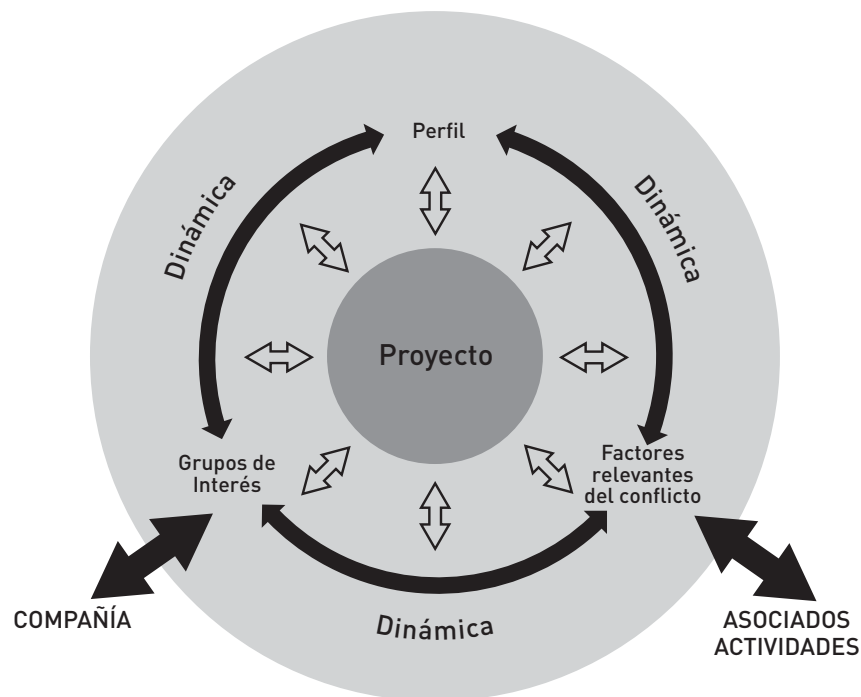 Perfil
Dinámica
Dinámica
Proyecto
Grupos de
Interés
Factores
relevantes
del conflicto
COMPAÑÍA
Dinámica
ASOCIADOS
ACTIVIDADES